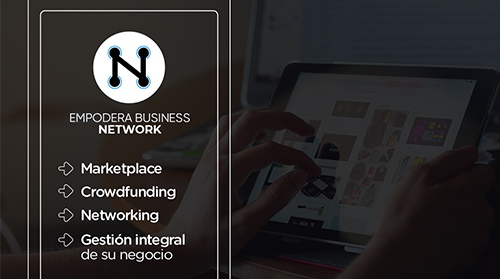 N
EMPODERA BUSINESS
NETWORK
Marketplace
Crowdfunding
Networking
Gestión integral
de su negocio